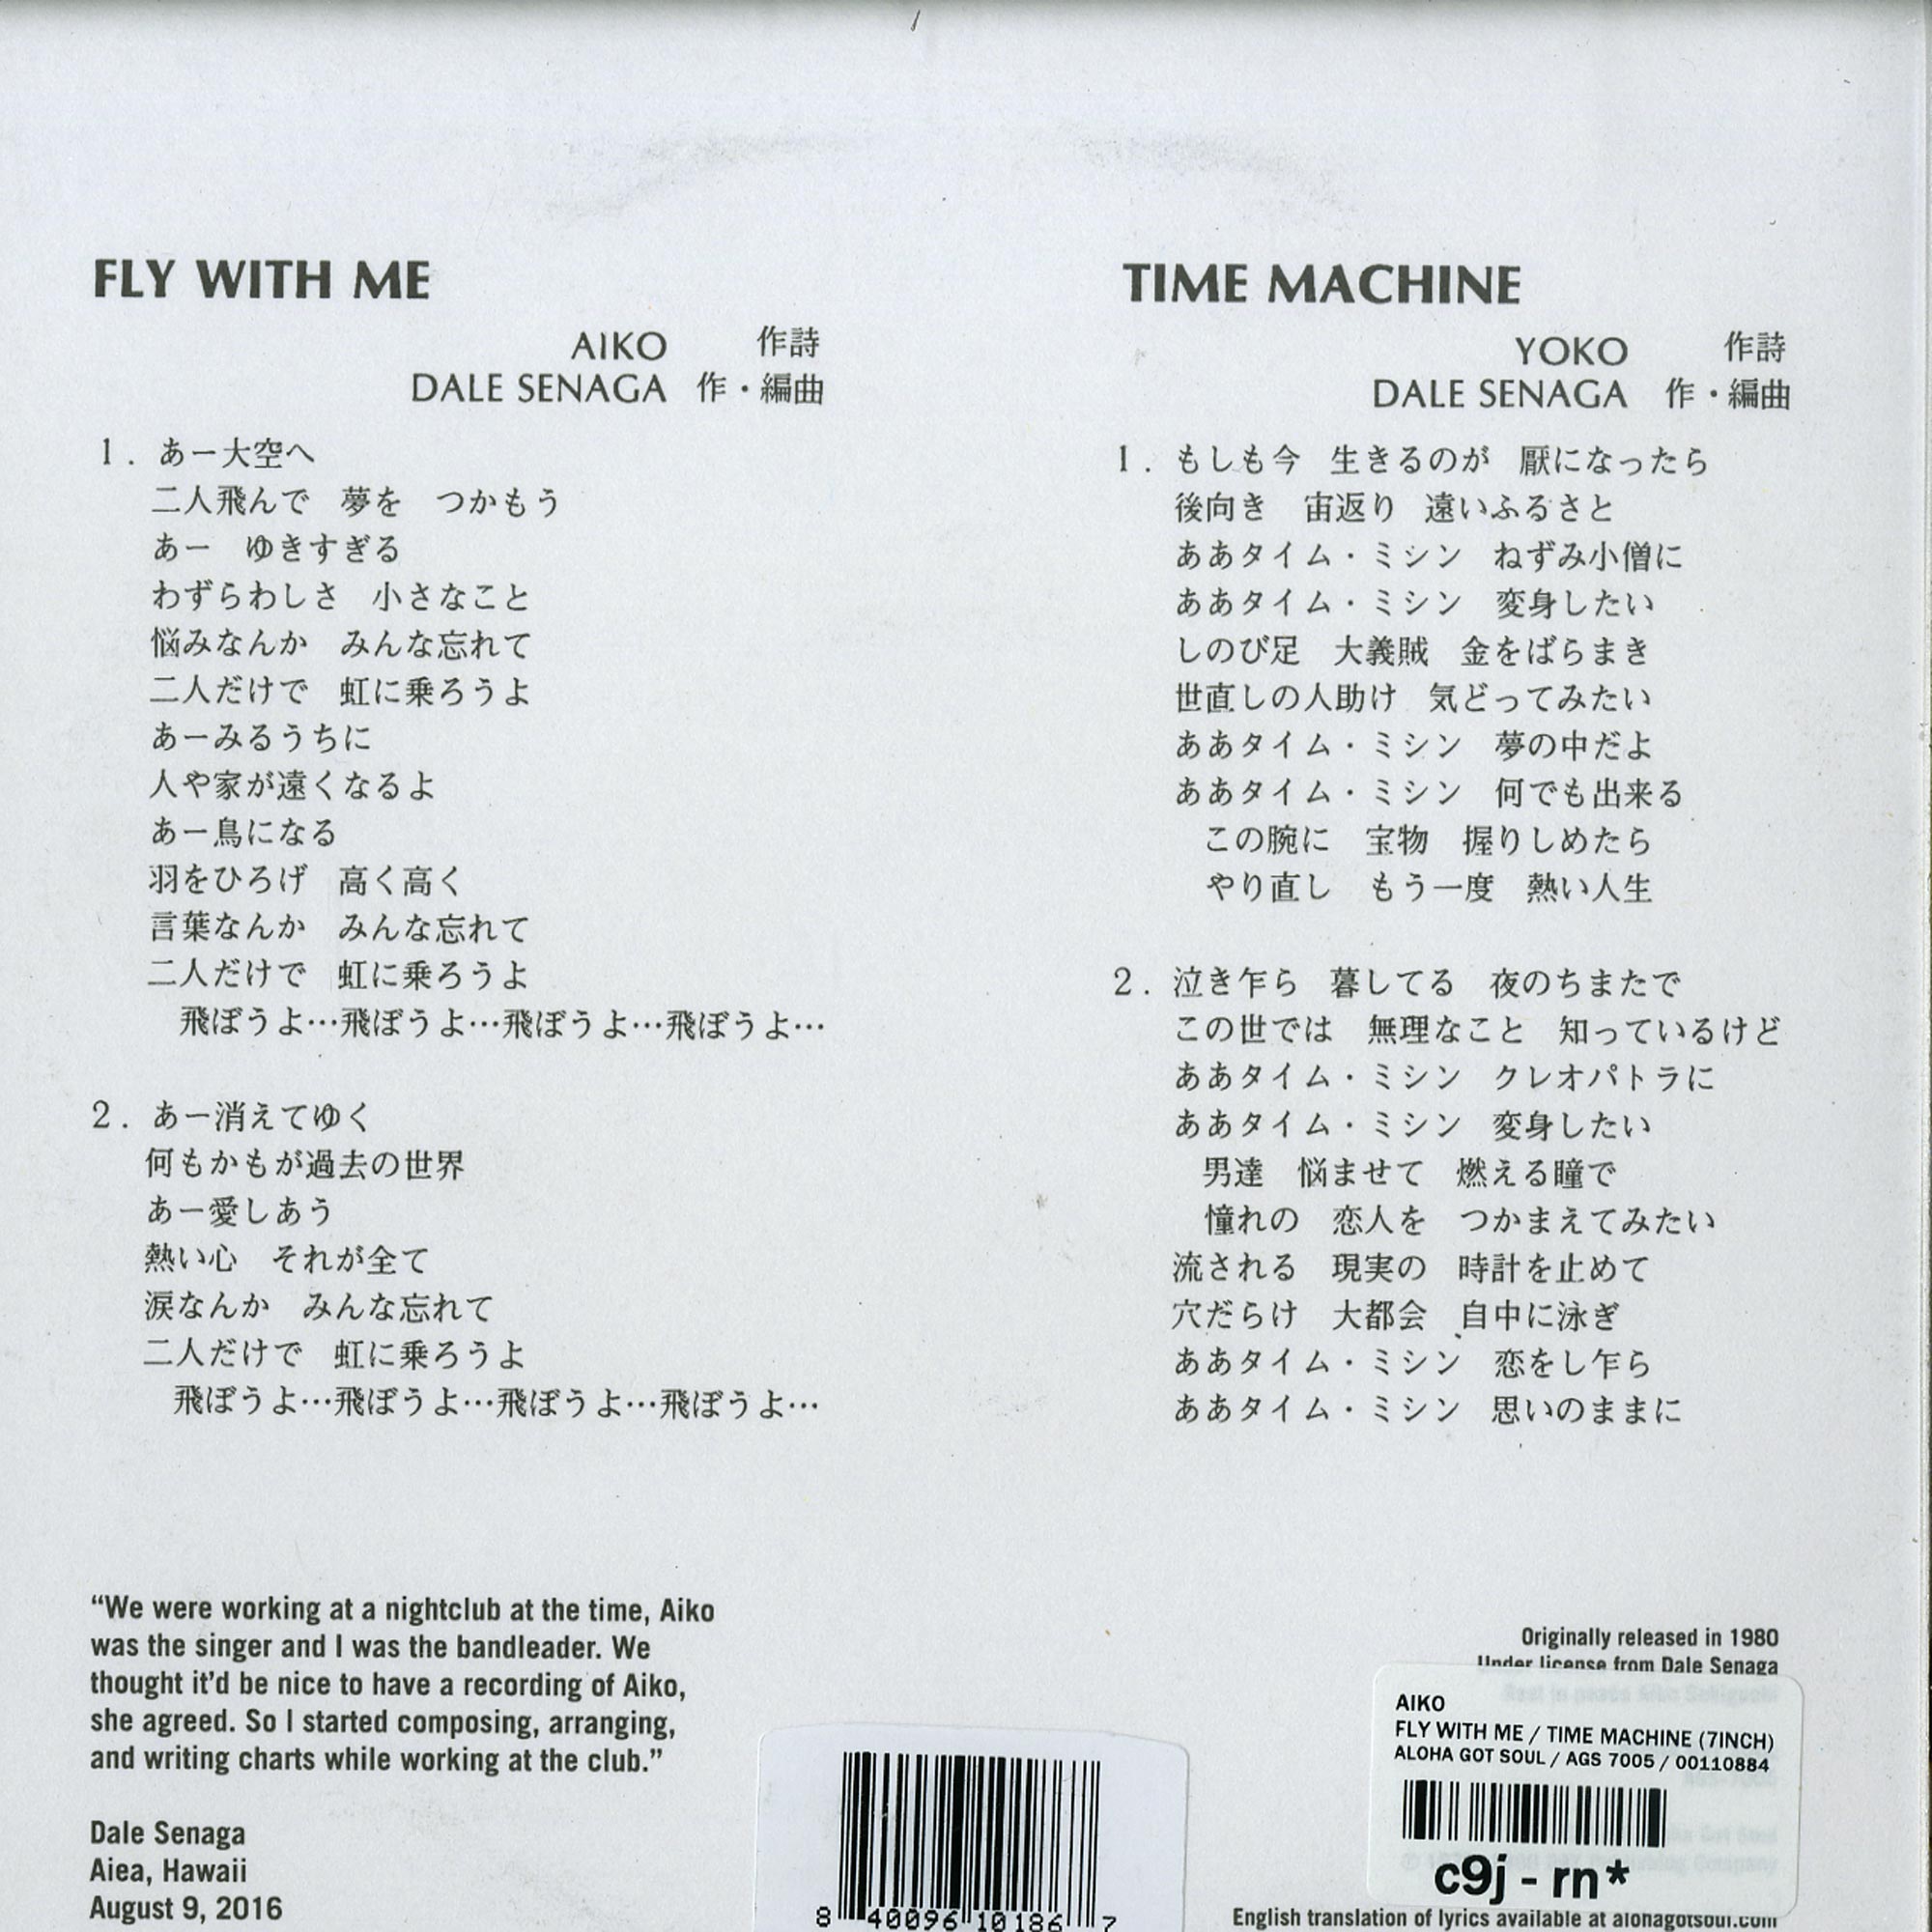 FLY WITH ME
AIKO 作詩
DALE SENAGA 作・編曲
1. あー大空へ
二人飛んで 夢を つかもう
あー ゆきすぎる
わずらわしさ 小さなこと
悩みなんか みんな忘れて
二人だけで 虹に乗ろうよ
あーみるうちに
人や家が遠くなるよ
あー鳥になる
羽をひろげ 高く高く
言葉なんか みんな忘れて
二人だけで 虹に乗ろうよ
飛ぼうよ…飛ぼうよ…飛ぼうよ…飛ぼうよ…
2. あー消えてゆく
何もかもが過去の世界
あー愛しあう
熱い心 それが全て
涙なんか みんな忘れて
二人だけで 虹に乗ろうよ
飛ぼうよ…飛ぼうよ…飛ぼうよ…飛ぼうよ…
TIME MACHINE
YOKO 作詩
DALE SENAGA 作・編曲
1. もしも今 生きるのが 厭になったら
後向き 宙返り 遠いふるさと
ああタイム・ミシン ねずみ小僧に
ああタイム・ミシン 変身したい
しのび足 大義賊 金をばらまき
世直しの人助け 気どってみたい
ああタイム・ミシン 夢の中だよ
ああタイム・ミシン 何でも出来る
この腕に 宝物 握りしめたら
やり直し もう一度 熱い人生
2. 泣き乍ら 暮してる 夜のちまたで
この世では 無理なこと 知っているけど
ああタイム・ミシン クレオパトラに
ああタイム・ミシン 変身したい
男達 悩ませて 燃える瞳で
憧れの 恋人を つかまえてみたい
流される 現実の 時計を止めて
穴だらけ 大都会 自中に泳ぎ
ああタイム・ミシン 恋をし乍ら
ああタイム・ミシン 思いのままに
“We were working at a nightclub at the time, Aiko
was the singer and I was the bandleader. We
thought it’d be nice to have a recording of Aiko,
she agreed. So I started composing, arranging,
and writing charts while working at the club.”
Dale Senaga
Aiea, Hawaii
August 9, 2016
8 40096 10186 7
Originally released in 1980
Under license from Dale Senaga
Rest in peace Aiko Sekiguchi
AIKO
FLY WITH ME / TIME MACHINE (7INCH)
ALOHA GOT SOUL / AGS 7005 / 00110884
c9j - rn*
English translation of lyrics available at alohagotsoul.com